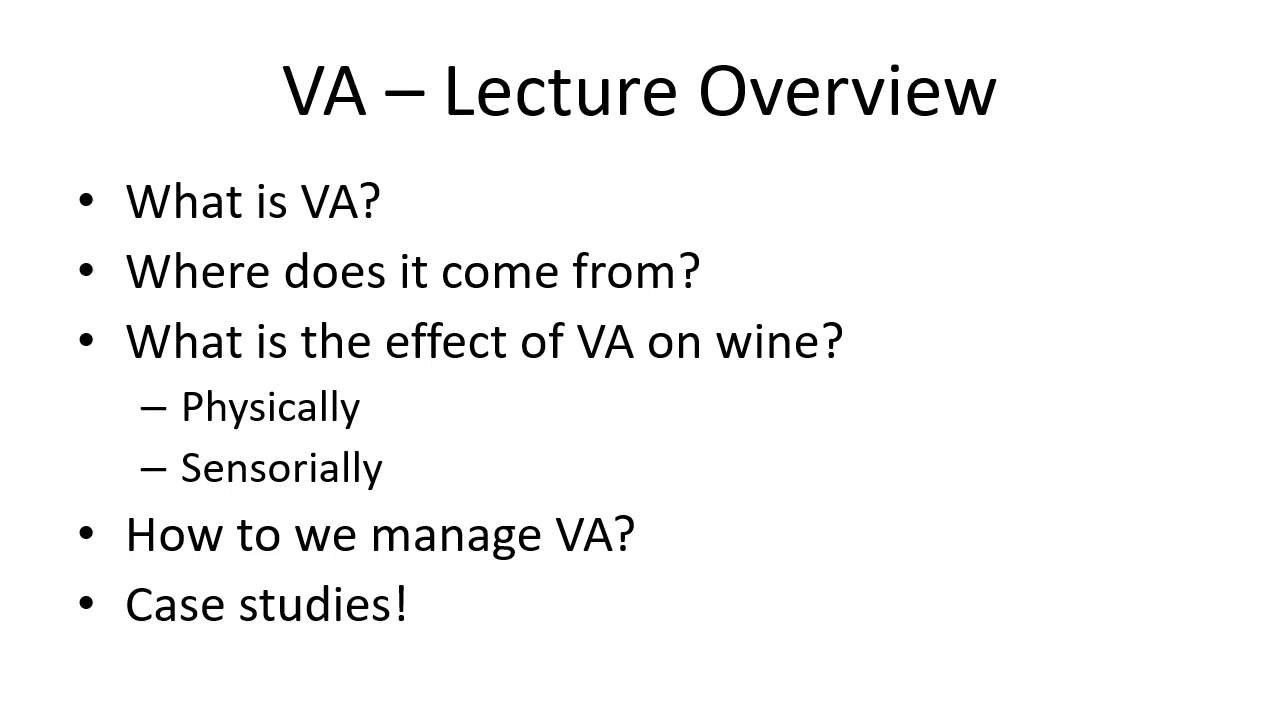 VA – Lecture Overview
• What is VA?
• Where does it come from?
• What is the effect of VA on wine?
– Physically
– Sensorially
• How to we manage VA?
• Case studies!